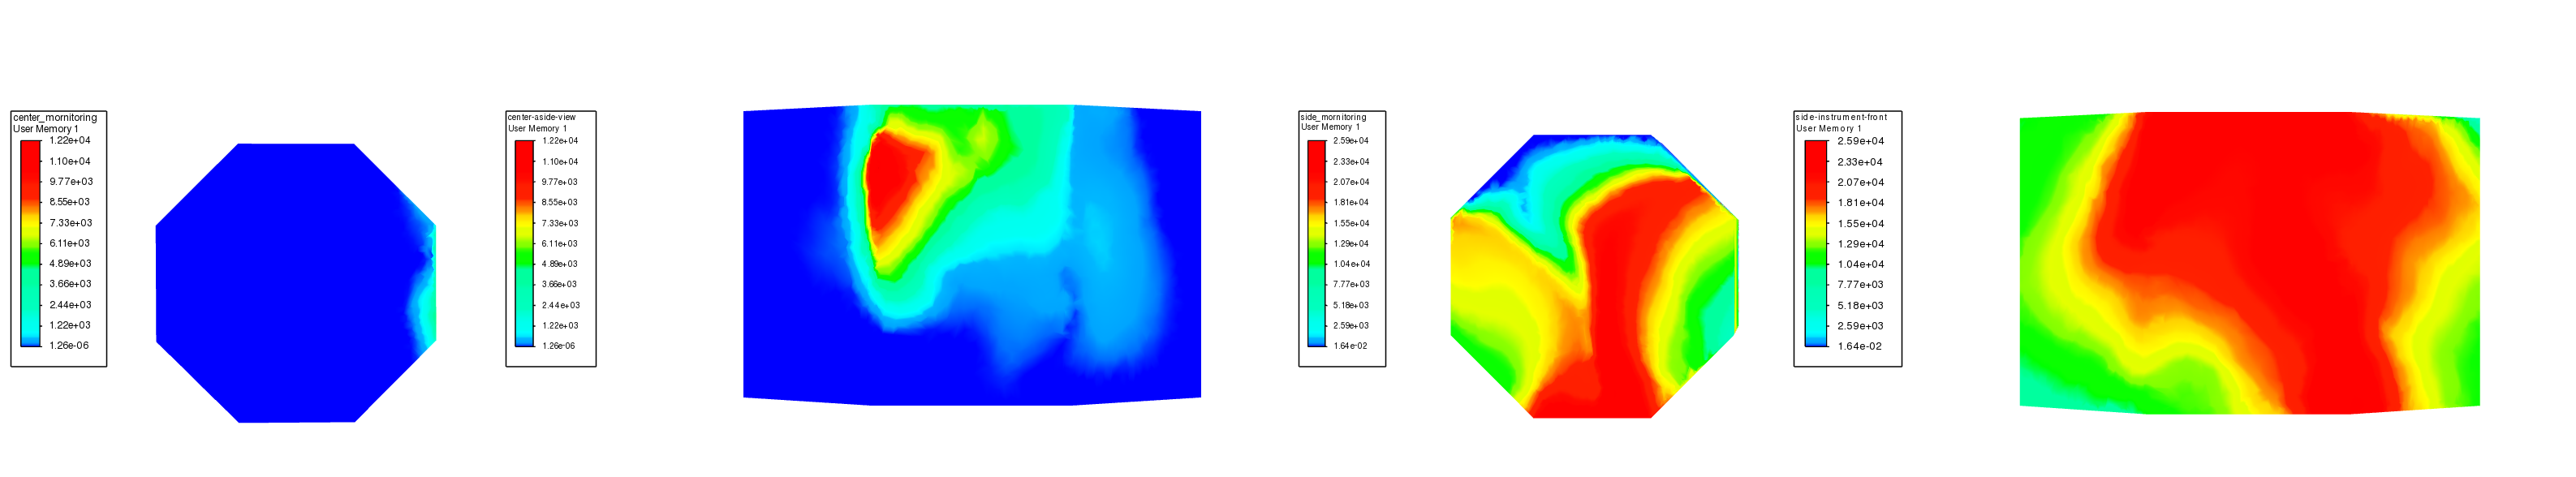 center_mornitoring
User Memory 1
1.22e+04
1.10e+04
9.77e+03
8.55e+03
7.33e+03
6.11e+03
4.89e+03
3.66e+03
2.44e+03
1.22e+03
1.26e-06
center-aside-view
User Memory 1
1.22e+04
1.10e+04
9.77e+03
8.55e+03
7.33e+03
6.11e+03
4.89e+03
3.66e+03
2.44e+03
1.22e+03
1.26e-06
side_mornitoring
User Memory 1
2.59e+04
2.33e+04
2.07e+04
1.81e+04
1.55e+04
1.29e+04
1.04e+04
7.77e+03
5.18e+03
2.59e+03
1.64e-02
side-instrument-front
User Memory 1
2.59e+04
2.33e+04
2.07e+04
1.81e+04
1.55e+04
1.29e+04
1.04e+04
7.77e+03
5.18e+03
2.59e+03
1.64e-02